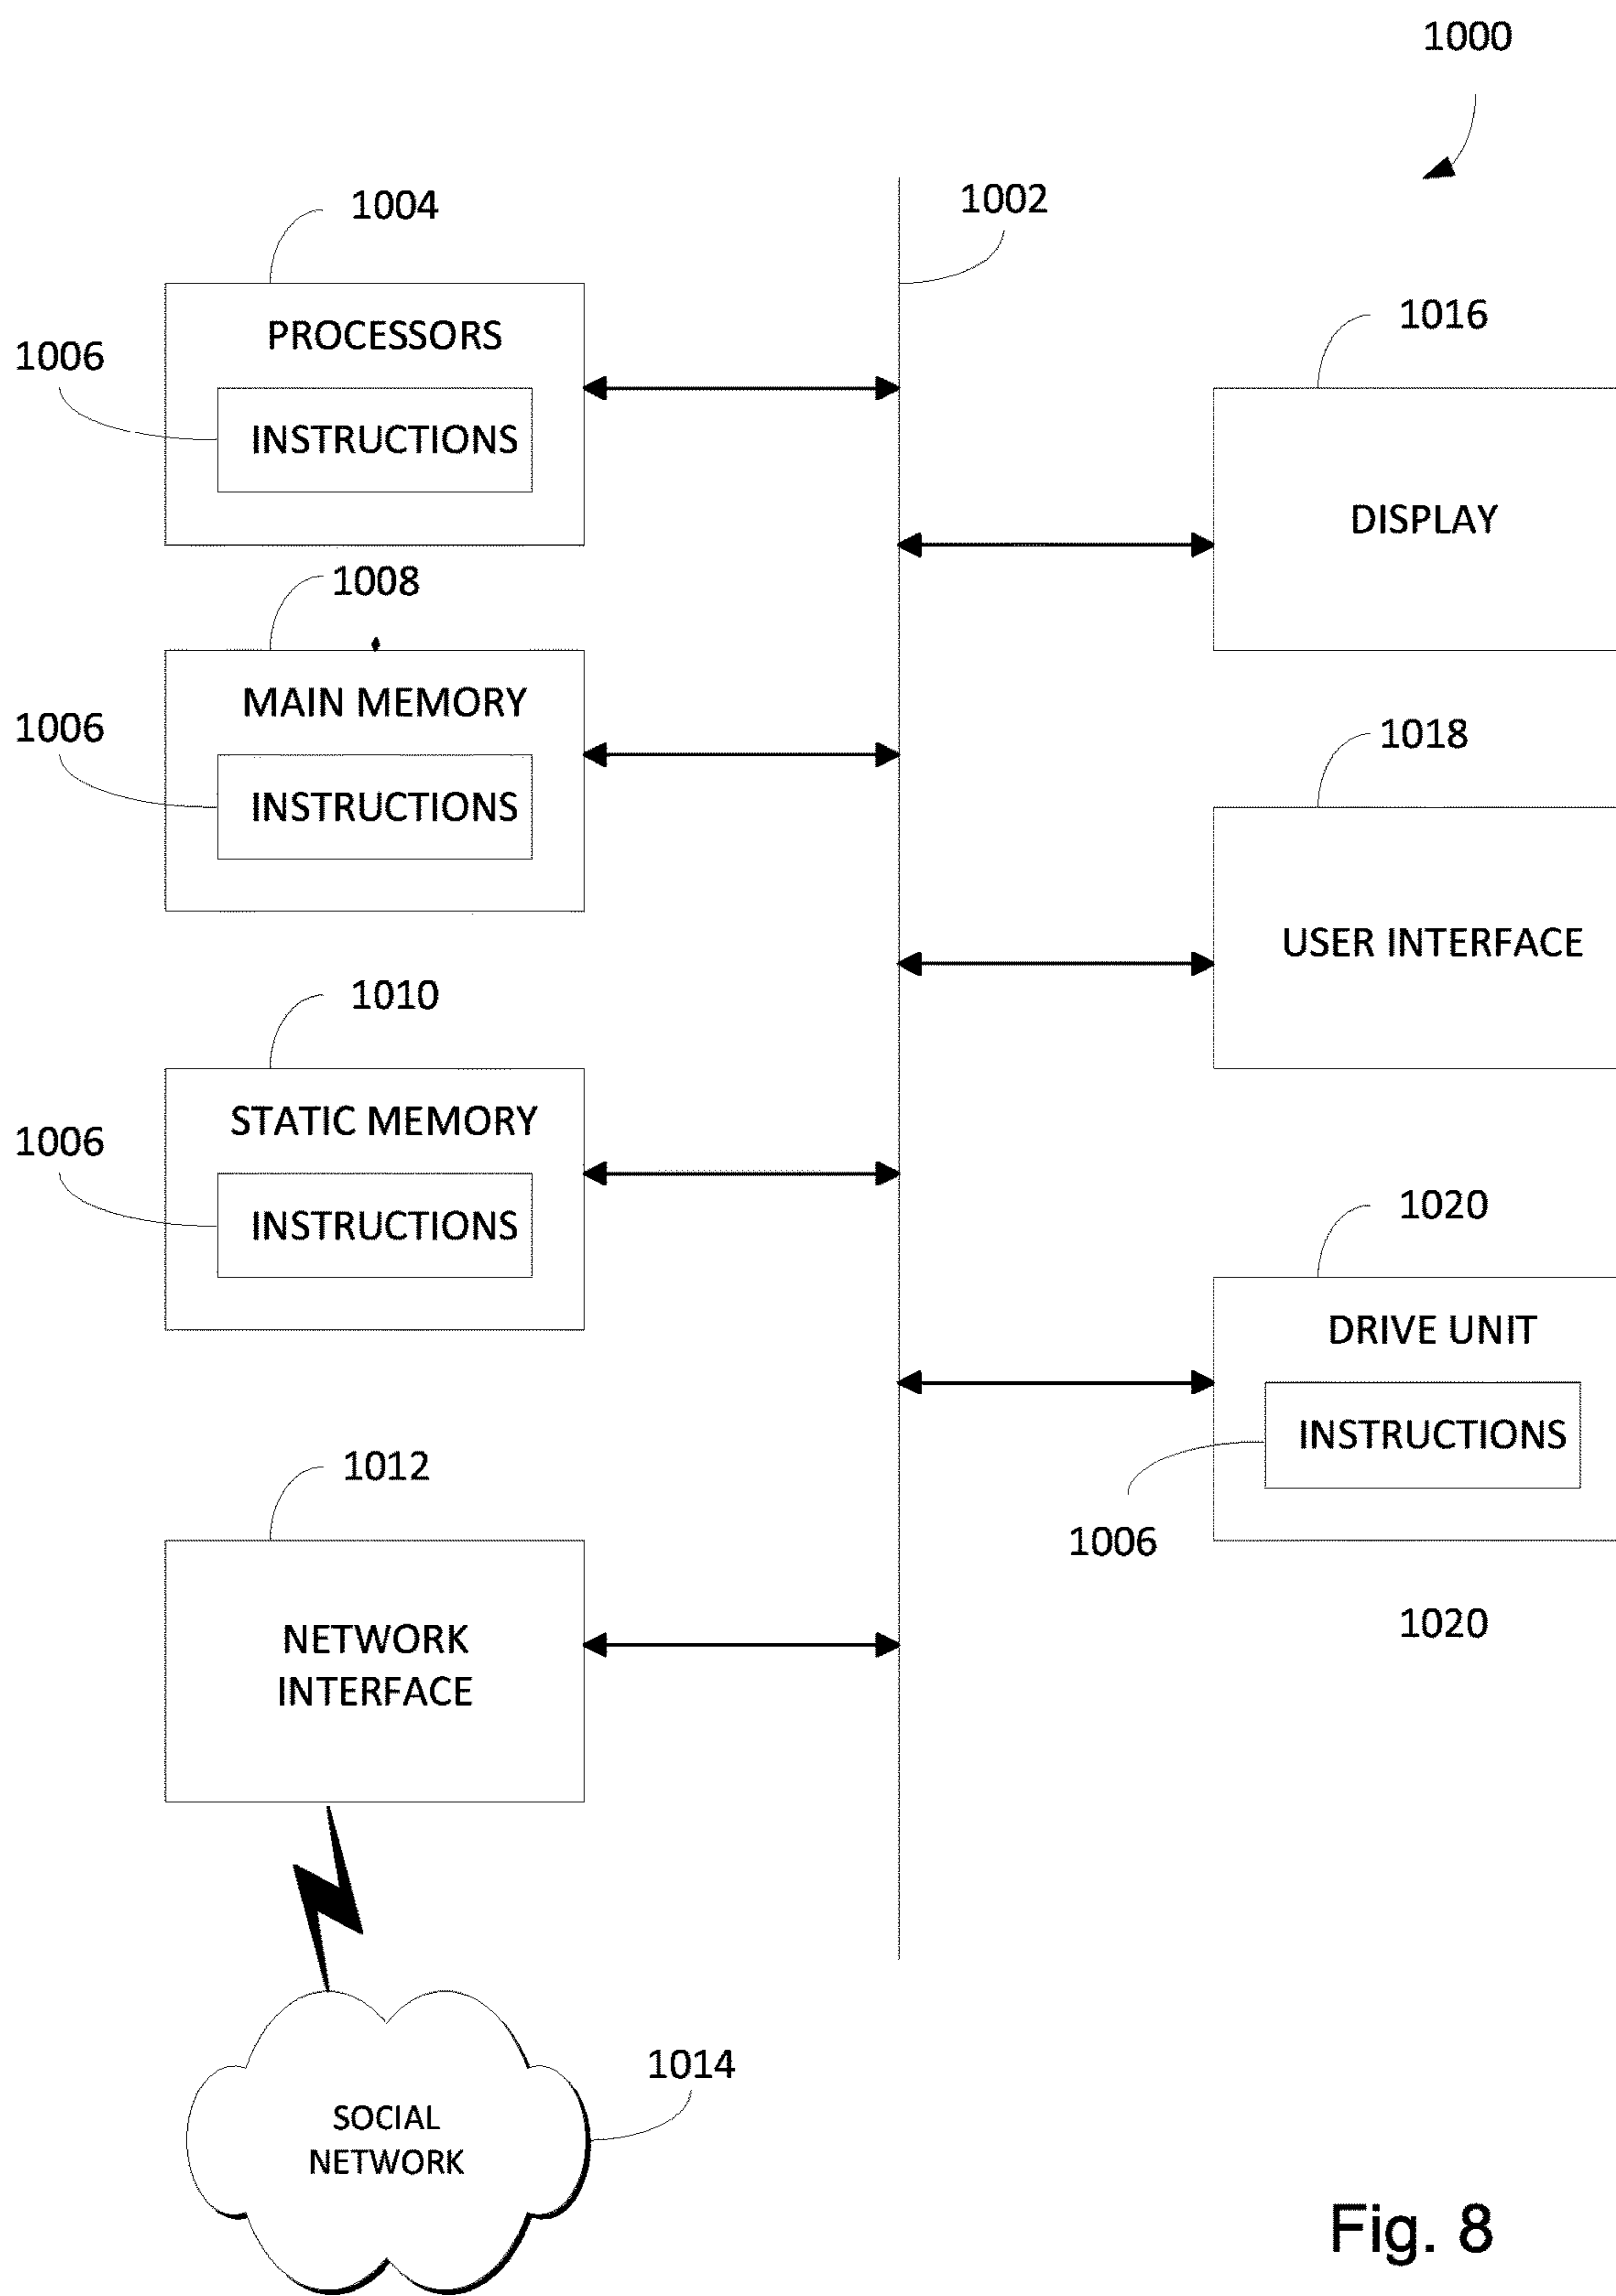 1000
1004
1002
PROCESSORS
1006
INSTRUCTIONS
1016
DISPLAY
1008
MAIN MEMORY
1006
INSTRUCTIONS
1018
USER INTERFACE
1010
STATIC MEMORY
1006
INSTRUCTIONS
1020
DRIVE UNIT
INSTRUCTIONS
1006
1020
1012
NETWORK
INTERFACE
1014
SOCIAL
NETWORK
Fig. 8